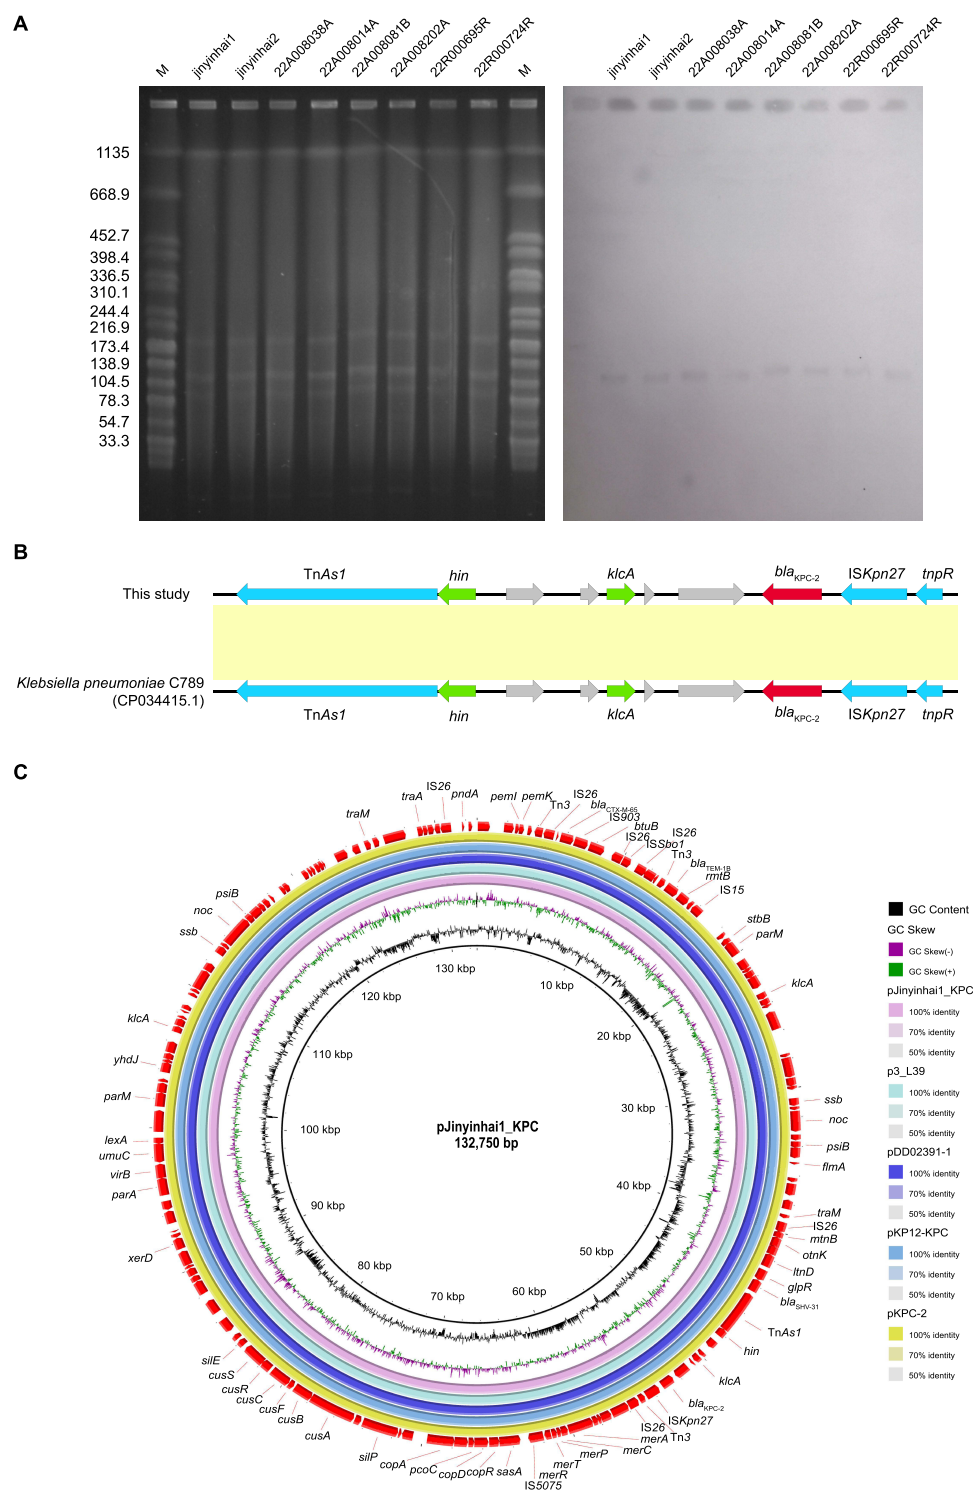 A
M
jinyinhai1
jinyinhai2
22A008038A
22A008014A
22A008081B
22A008202A
22R000695R
22R000724R
M
jinyinhai1
jinyinhai2
22A008038A
22A008014A
22A008081B
22A008202A
22R000695R
22R000724R
1135
668.9
452.7
398.4
336.5
310.1
244.4
216.9
173.4
138.9
104.5
78.3
54.7
33.3
B
TnAs1 hin klcA blaKPC-2 ISKpn27 tnpR
This study
Klebsiella pneumoniae C789
(CP034415.1)
TnAs1 hin klcA blaKPC-2 ISKpn27 tnpR
C
pndA
pemI
pemK
Tn3
IS26
blaCTX-M-65
IS903
btuB
IS26
ISSbo1
IS26
Tn3
blaTEM-1B
rmtB
IS15
stbB
parM
klcA
ssb
noc
psiB
flmA
traM
IS26
mtnB
otnK
ltnD
glpR
blaSHV-31
TnAs1
hin
klcA
blaKPC-2
ISKpn27
Tn3
IS26
merA
merC
merP
merT
merR
IS5075
sasA
copR
copD
pcoC
copA
silP
cusA
cusB
cusF
cusC
cusR
cusS
silE
xerD
parA
virB
umuC
lexA
parM
yhdJ
klcA
ssb
noc
psiB
traM
traA
IS26
10 kbp
20 kbp
30 kbp
40 kbp
50 kbp
60 kbp
70 kbp
80 kbp
90 kbp
100 kbp
110 kbp
120 kbp
130 kbp
pJinyinhai1_KPC
132,750 bp
GC Content
GC Skew
GC Skew(-)
GC Skew(+)
pJinyinhai1_KPC
100% identity
70% identity
50% identity
p3_L39
100% identity
70% identity
50% identity
pDD02391-1
100% identity
70% identity
50% identity
pKP12-KPC
100% identity
70% identity
50% identity
pKPC-2
100% identity
70% identity
50% identity